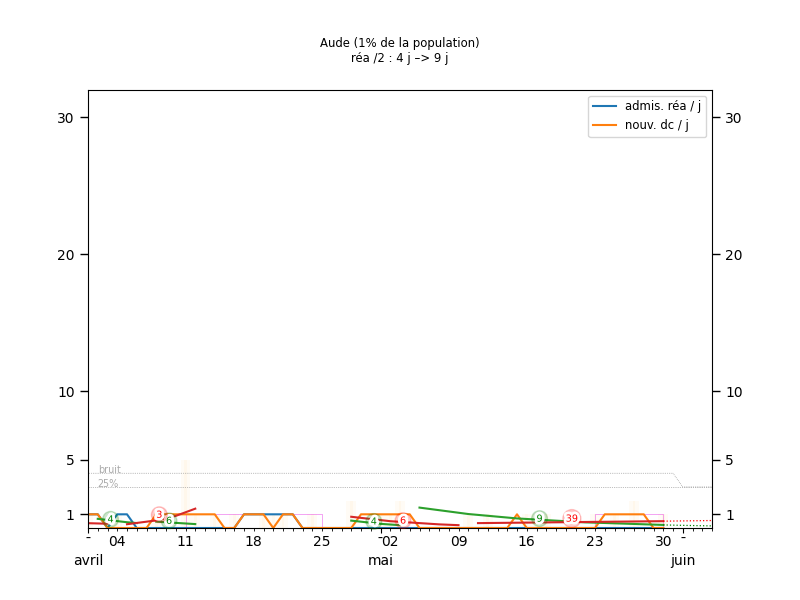 Aude (1% de la population)
réa /2 : 4 j –> 9 j
admis. réa / j
nouv. dc / j
30 30
20 20
10 10
5 5
1 1
bruit
25%
4 3 6 4 6 9 39
- 04 11 18 25 - 02 09 16 23 30 -
avril mai juin